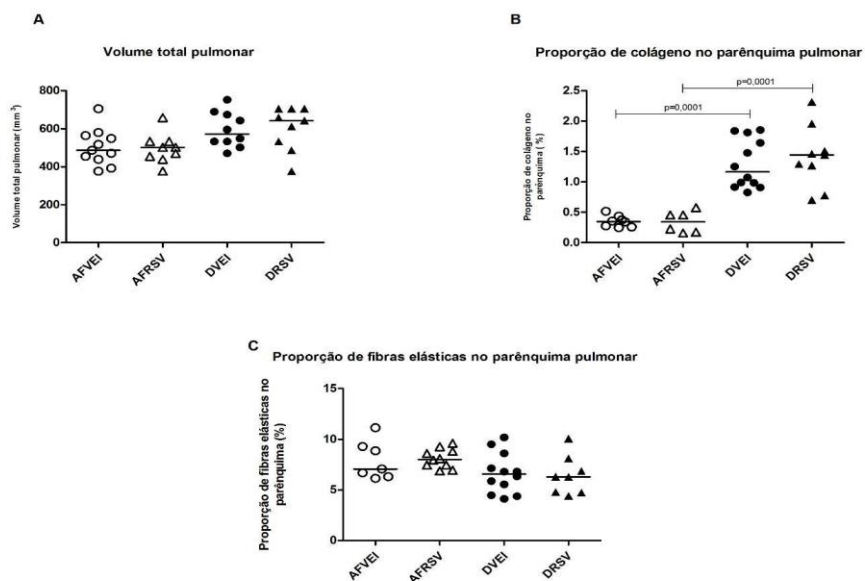 A
Volume total pulmonar
Volume total pulmonar (mm³)
800
600
400
200
0
AFVEI
AFRSV
DVEI
DRSV
B
Proporção de colágeno no parênquima pulmonar
p=0,0001
p=0,0001
Proporção de colágeno no
parênquima ( %)
2.5
2.0
1.5
1.0
0.5
0.0
AFVEI
AFRSV
DVEI
DRSV
C
Proporção de fibras elásticas no parênquima pulmonar
Proporção de fibras elásticas no
parênquima (%)
15
10
5
0
AFVEI
AFRSV
DVEI
DRSV